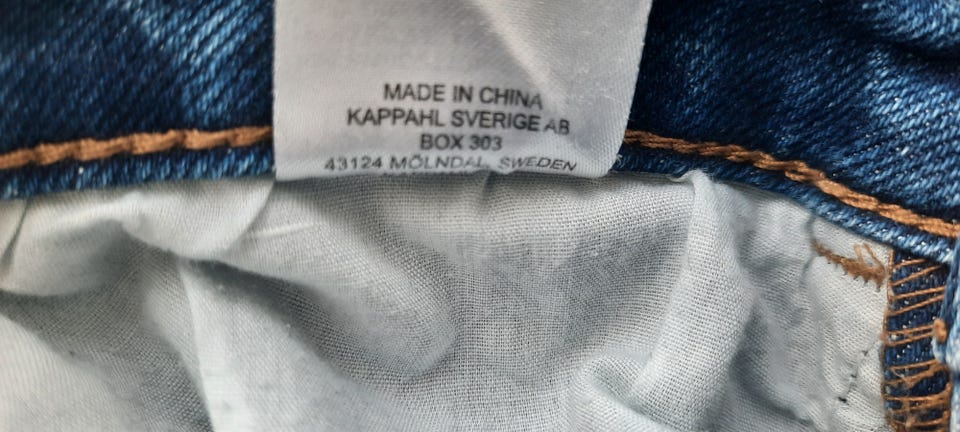 MADE IN CHINA
KAPPAHL SVERIGE AB
BOX 303
43124 MÖLNDAL, SWEDEN